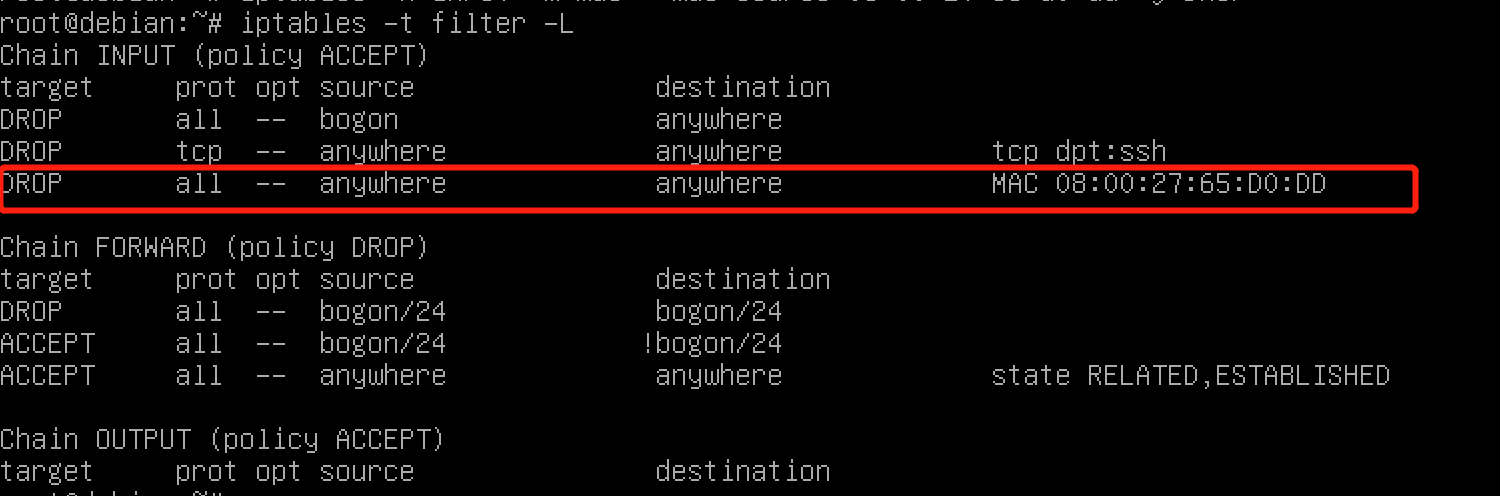 root@debian:~# iptables -t filter -L
Chain INPUT (policy ACCEPT)
target prot opt source destination
DROP all -- bogon anywhere
DROP tcp -- anywhere anywhere tcp dpt:ssh
DROP all -- anywhere anywhere MAC 08:00:27:65:D0:DD
Chain FORWARD (policy DROP)
target prot opt source destination
DROP all -- bogon/24 bogon/24
ACCEPT all -- bogon/24 !bogon/24
ACCEPT all -- anywhere anywhere state RELATED,ESTABLISHED
Chain OUTPUT (policy ACCEPT)
target prot opt source destination